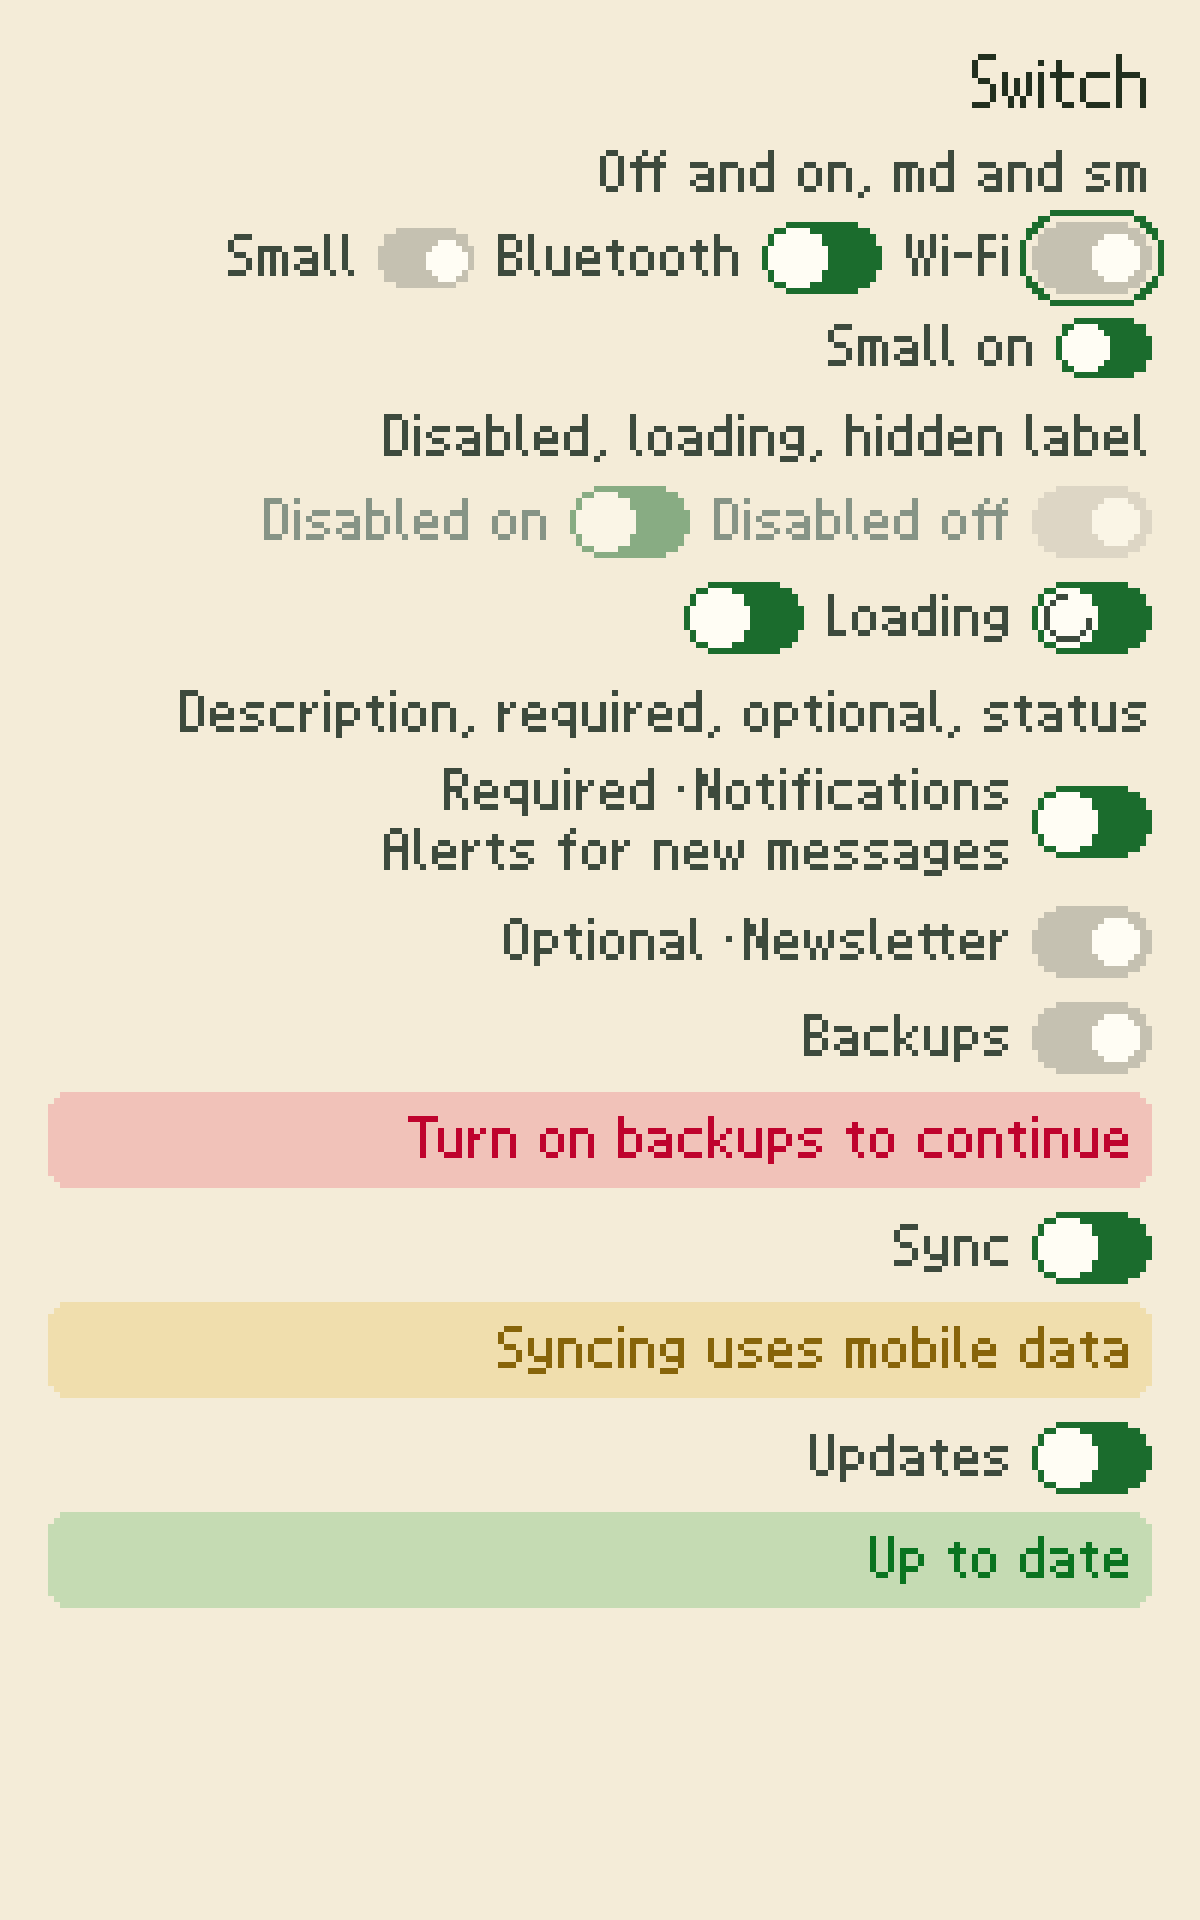 Switch
Off and on, md and sm
Wi-Fi
Bluetooth
Small
Small on
Disabled, loading, hidden label
Disabled off
Disabled on
Loading
Description, required, optional, status
Required ·Notifications
Alerts for new messages
Optional ·Newsletter
Backups
Turn on backups to continue
Sync
Syncing uses mobile data
Updates
Up to date